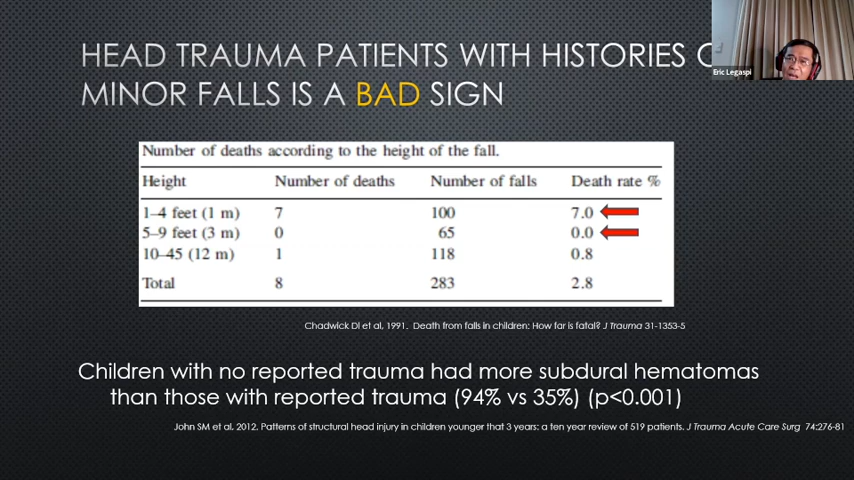 HEAD TRAUMA PATIENTS WITH HISTORIES
MINOR FALLS IS A BAD SIGN
Eric Legaspi
Number of deaths according to the height of the fall.
Height Number of deaths Number of falls Death rate %
1–4 feet (1 m) 7 100 7.0
5–9 feet (3 m) 0 65 0.0
10–45 (12 m) 1 118 0.8
Total 8 283 2.8
Chadwick DI et al, 1991. Death from falls in children: How far is fatal? J Trauma 31-1353-5
Children with no reported trauma had more subdural hematomas
than those with reported trauma (94% vs 35%) (p<0.001)
John SM et al, 2012. Patterns of structural head injury in children younger that 3 years: a ten year review of 519 patients. J Trauma Acute Care Surg 74:276-81